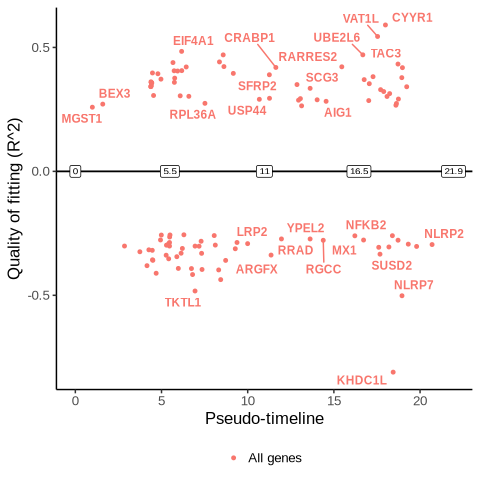 VAT1L
CYYR1
CRABP1
UBE2L6
EIF4A1
RARRES2
TAC3
0.5
SCG3
SFRP2
BEX3
USP44
AIG1
MGST1
RPL36A
0.0
0
5.5
11
16.5
21.9
Quality of fitting (R^2)
LRP2
YPEL2
NFKB2
NLRP2
RRAD
MX1
ARGFX
RGCC
SUSD2
-0.5
TKTL1
NLRP7
KHDC1L
0
5
10
15
20
Pseudo-timeline
All genes